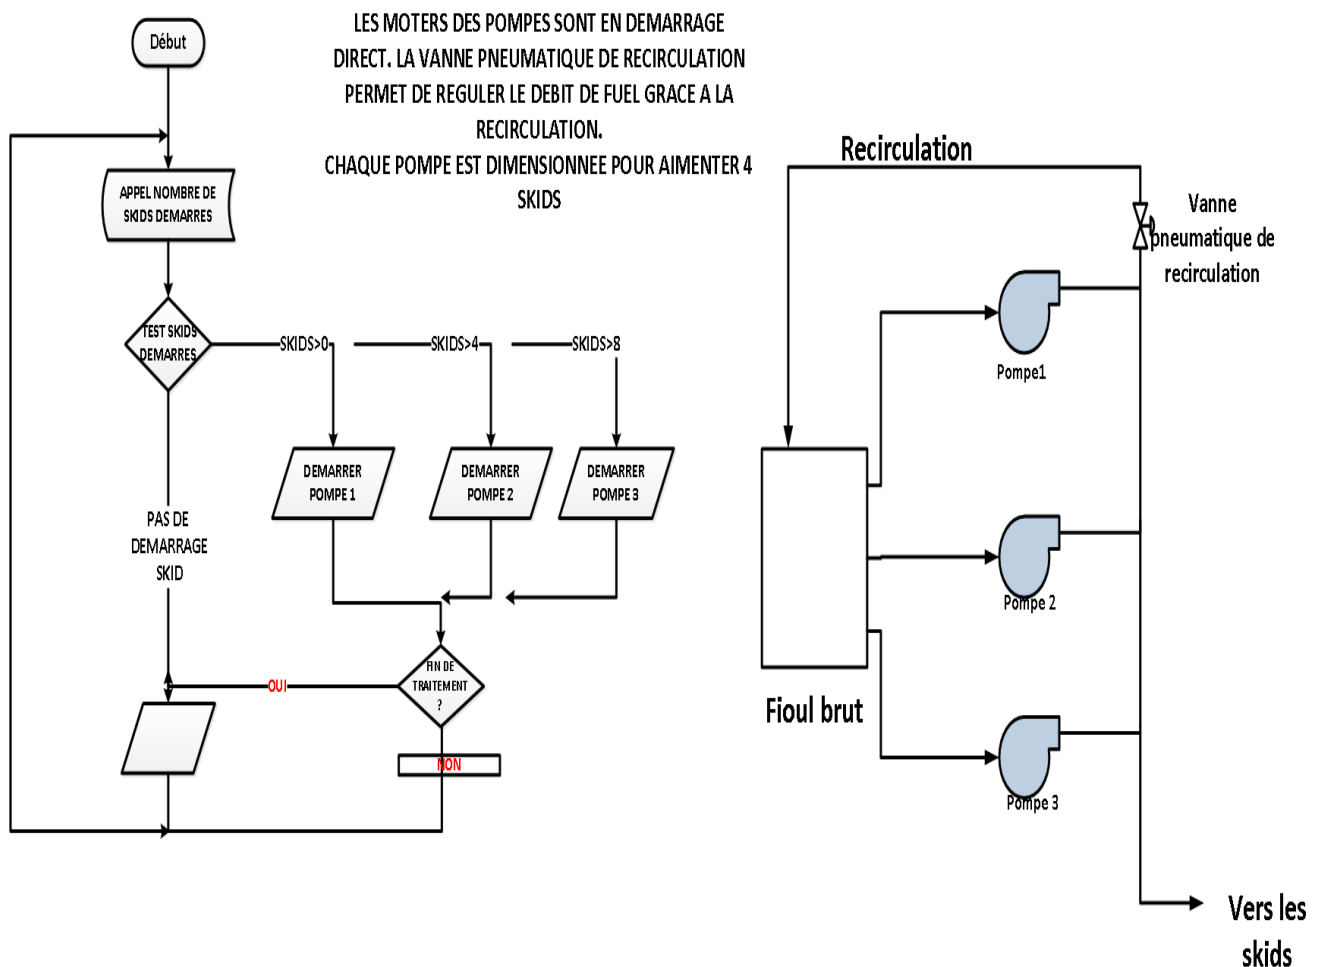 Début
LES MOTERS DES POMPES SONT EN DEMARRAGE
DIRECT. LA VANNE PNEUMATIQUE DE RECIRCULATION
PERMET DE REGULER LE DEBIT DE FUEL GRACE A LA
RECIRCULATION.
CHAQUE POMPE EST DIMENSIONNEE POUR AIMENTER 4
SKIDS
APPEL NOMBRE DE
SKIDS DEMARRES
TEST SKIDS
DEMARRES
SKIDS>0
SKIDS>4
SKIDS>8
DEMARRER
POMPE 1
DEMARRER
POMPE 2
DEMARRER
POMPE 3
PAS DE
DEMARRAGE
SKID
FIN DE
TRAITEMENT
?
OUI
NON
Recirculation
Vanne
pneumatique de
recirculation
Pompe1
Pompe 2
Pompe 3
Fioul brut
Vers les
skids